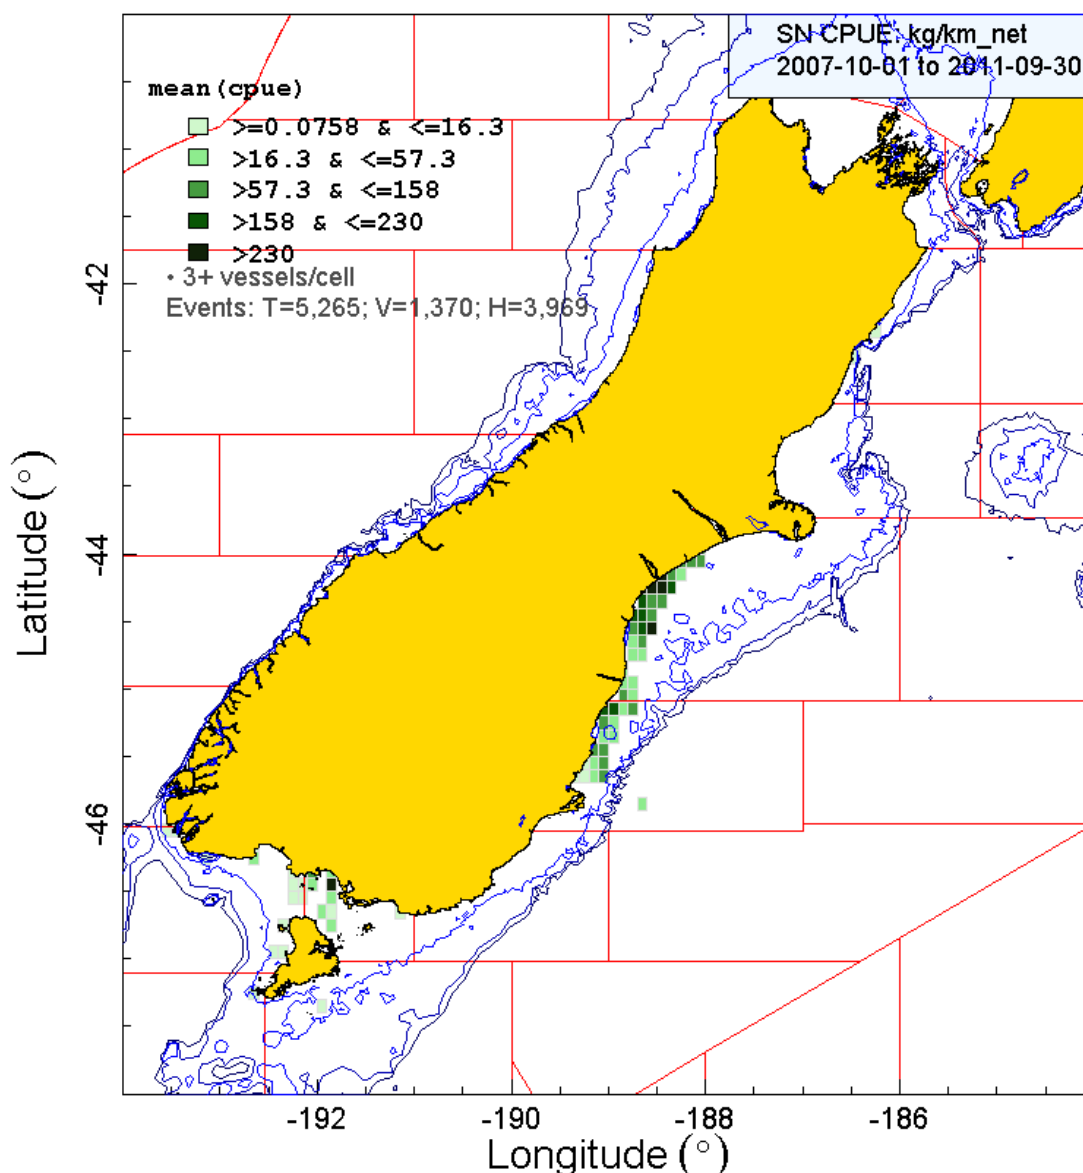 SN CPUE: kg/km_net
2007-10-01 to 2011-09-30
mean(cpue)
>=0.0758 & <=16.3
>16.3 & <=57.3
>57.3 & <=158
>158 & <=230
>230
• 3+ vessels/cell
Events: T=5,265; V=1,370; H=3,969
Latitude (°)
-42
-44
-46
-192
-190
-188
-186
Longitude (°)